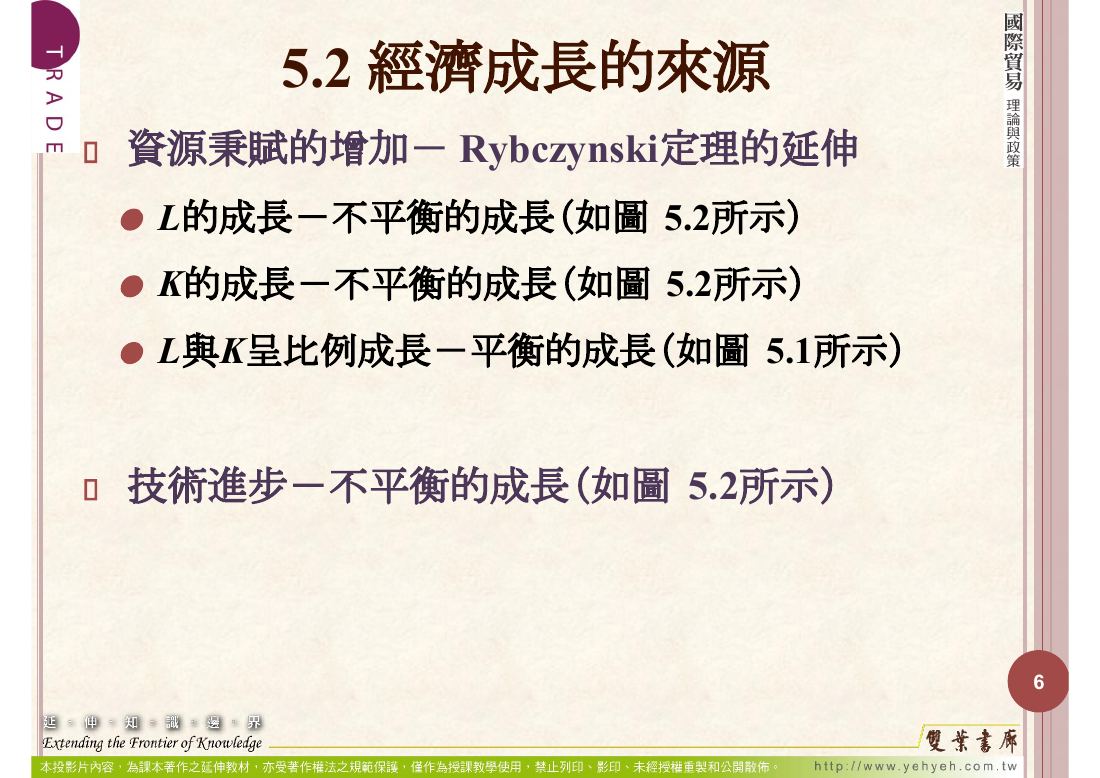 TRADE
國際貿易 理論與政策
5.2 經濟成長的來源
資源秉賦的增加－ Rybczynski定理的延伸
L的成長－不平衡的成長(如圖 5.2所示)
K的成長－不平衡的成長(如圖 5.2所示)
L與K呈比例成長－平衡的成長(如圖 5.1所示)
技術進步－不平衡的成長(如圖 5.2所示)
6
延‧伸‧知‧識‧邊‧界
Extending the Frontier of Knowledge
雙葉書廊
本投影片內容，為課本著作之延伸教材，亦受著作權法之規範保護，僅作為授課教學使用，禁止列印、影印、未經授權重製和公開散佈。
http://www.yehyeh.com.tw